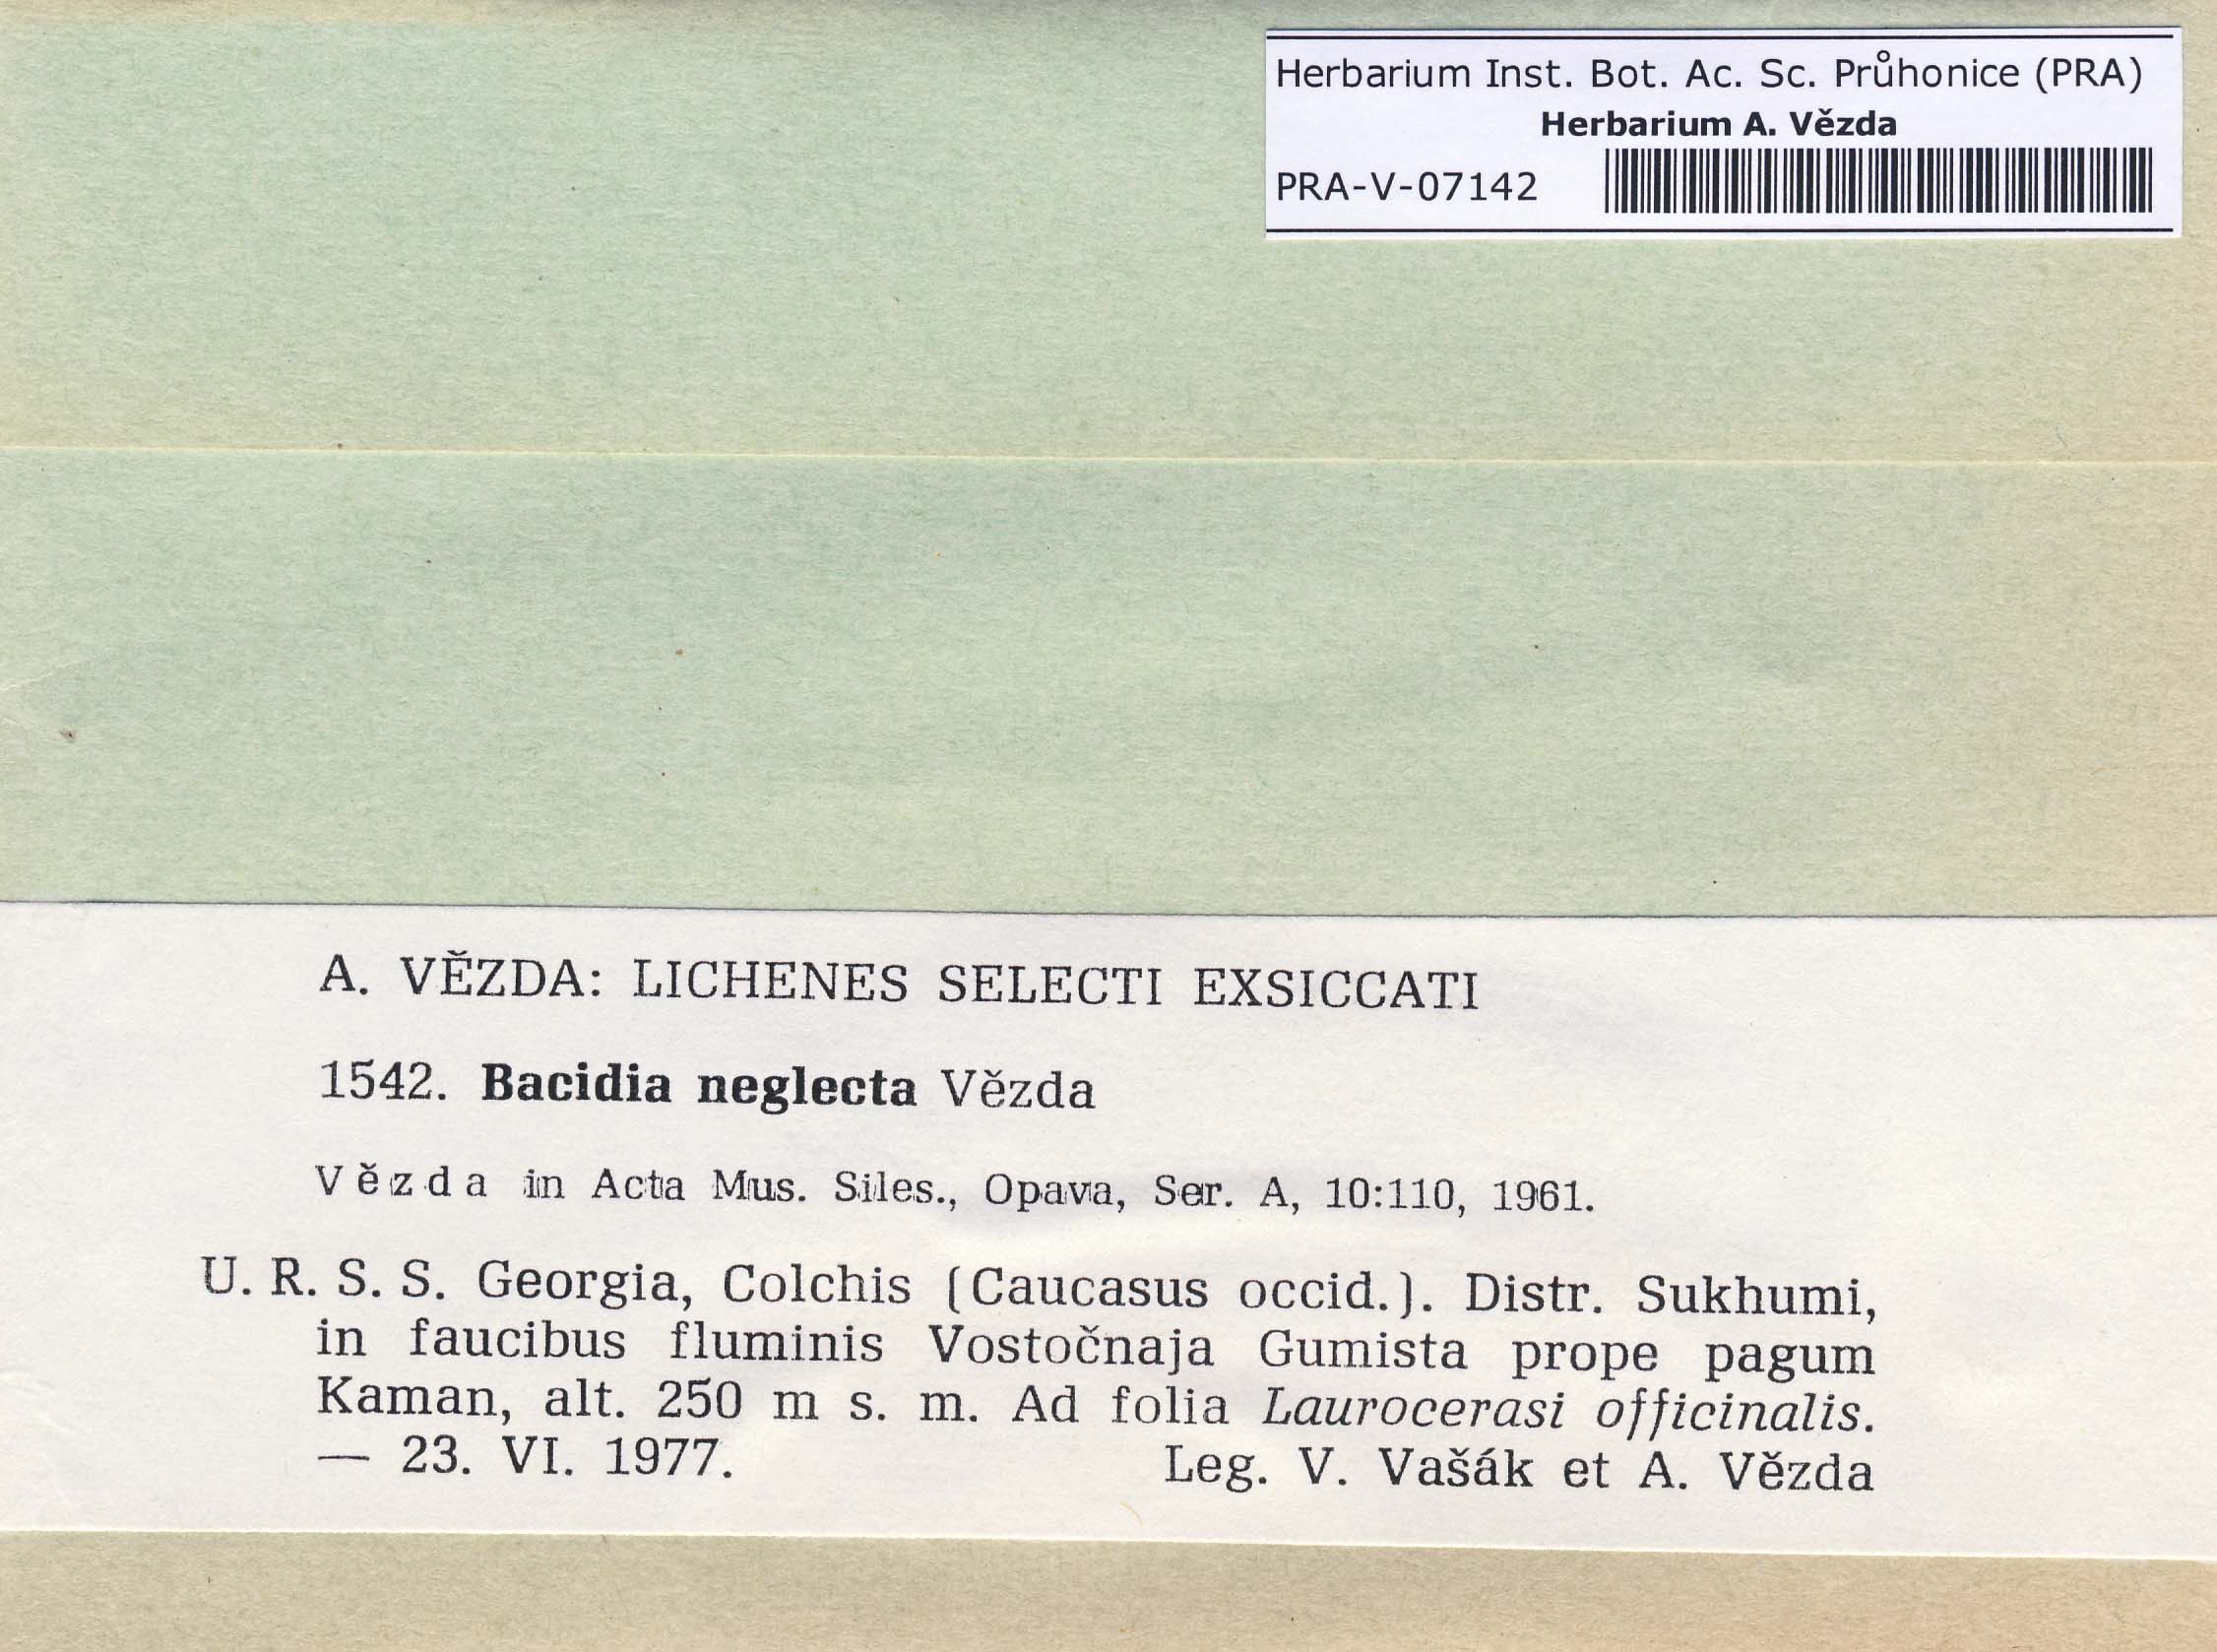 Herbarium Inst. Bot. Ac. Sc. Průhonice (PRA)
Herbarium A. Vězda
PRA-V-07142
A. VĚZDA: LICHENES SELECTI EXSICCATI
1542. Bacidia neglecta Vězda
Vězda in Acta Mus. Siles., Opava, Ser. A, 10:110, 1961.
U. R. S. S. Georgia, Colchis (Caucasus occid.). Distr. Sukhumi,
in faucibus fluminis Vostočnaja Gumista prope pagum
Kaman, alt. 250 m s. m. Ad folia Laurocerasi officinalis.
— 23. VI. 1977. Leg. V. Vašák et A. Vězda